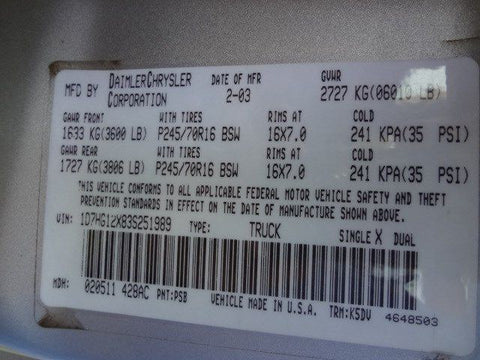 MFD BY DAIMLERCHRYSLER CORPORATION DATE OF MFR 2-03 GVWR 2727 KG(06010 LB)
GAWR FRONT WITH TIRES RIMS AT COLD
1633 KG(3600 LB) P245/70R16 BSW 16X7.0 241 KPA(35 PSI)
GAWR REAR WITH TIRES RIMS AT COLD
1727 KG(3806 LB) P245/70R16 BSW 16X7.0 241 KPA(35 PSI)
THIS VEHICLE CONFORMS TO ALL APPLICABLE FEDERAL MOTOR VEHICLE SAFETY AND THEFT
PREVENTION STANDARDS IN EFFECT ON THE DATE OF MANUFACTURE SHOWN ABOVE.
VIN: 1D7HG12X83S251989 TYPE: TRUCK SINGLE X DUAL
MDH: 020511 428AC PNT:PSB VEHICLE MADE IN U.S.A. TRM:K5DV 4648503